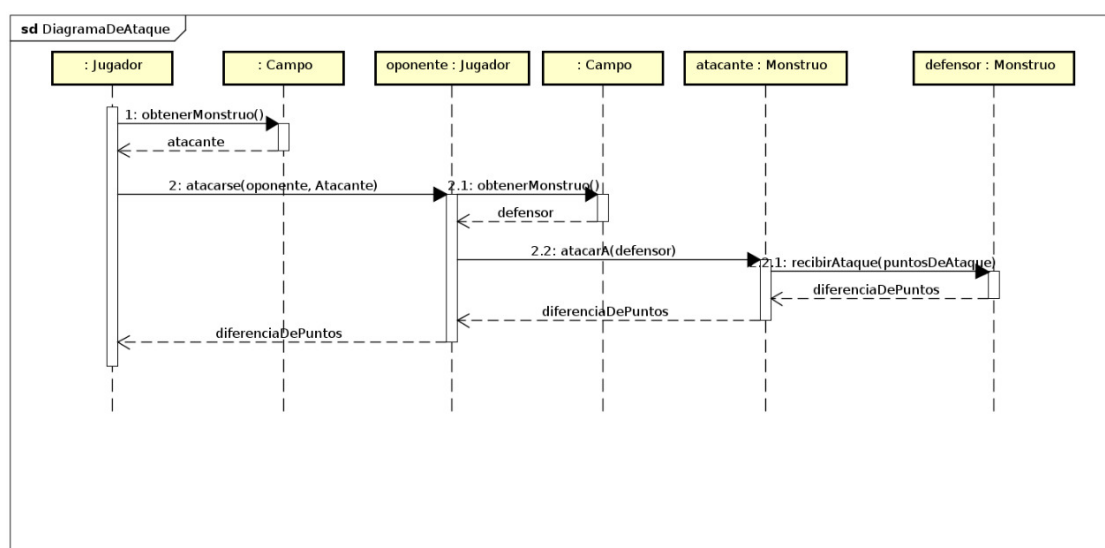 sd DiagramaDeAtaque
: Jugador
: Campo
oponente : Jugador
: Campo
atacante : Monstruo
defensor : Monstruo
1: obtenerMonstruo()
atacante
2: atacarse(oponente, Atacante)
2.1: obtenerMonstruo()
defensor
2.2: atacarA(defensor)
2.2.1: recibirAtaque(puntosDeAtaque)
diferenciaDePuntos
diferenciaDePuntos
diferenciaDePuntos